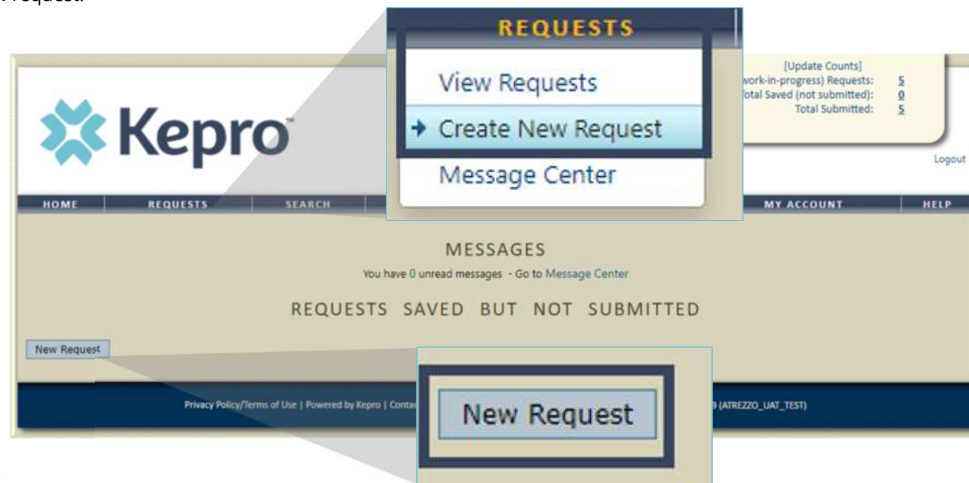 request.
REQUESTS
View Requests
Create New Request
Message Center
[Update Counts]
work-in-progress) Requests: 5
Total Saved (not submitted): 0
Total Submitted: 5
Kepro™
Logout
HOME REQUESTS SEARCH MY ACCOUNT HELP
MESSAGES
You have 0 unread messages - Go to Message Center
REQUESTS SAVED BUT NOT SUBMITTED
New Request
New Request
Privacy Policy/Terms of Use | Powered by Kepro | 9 (ATREZZO_UAT_TEST)